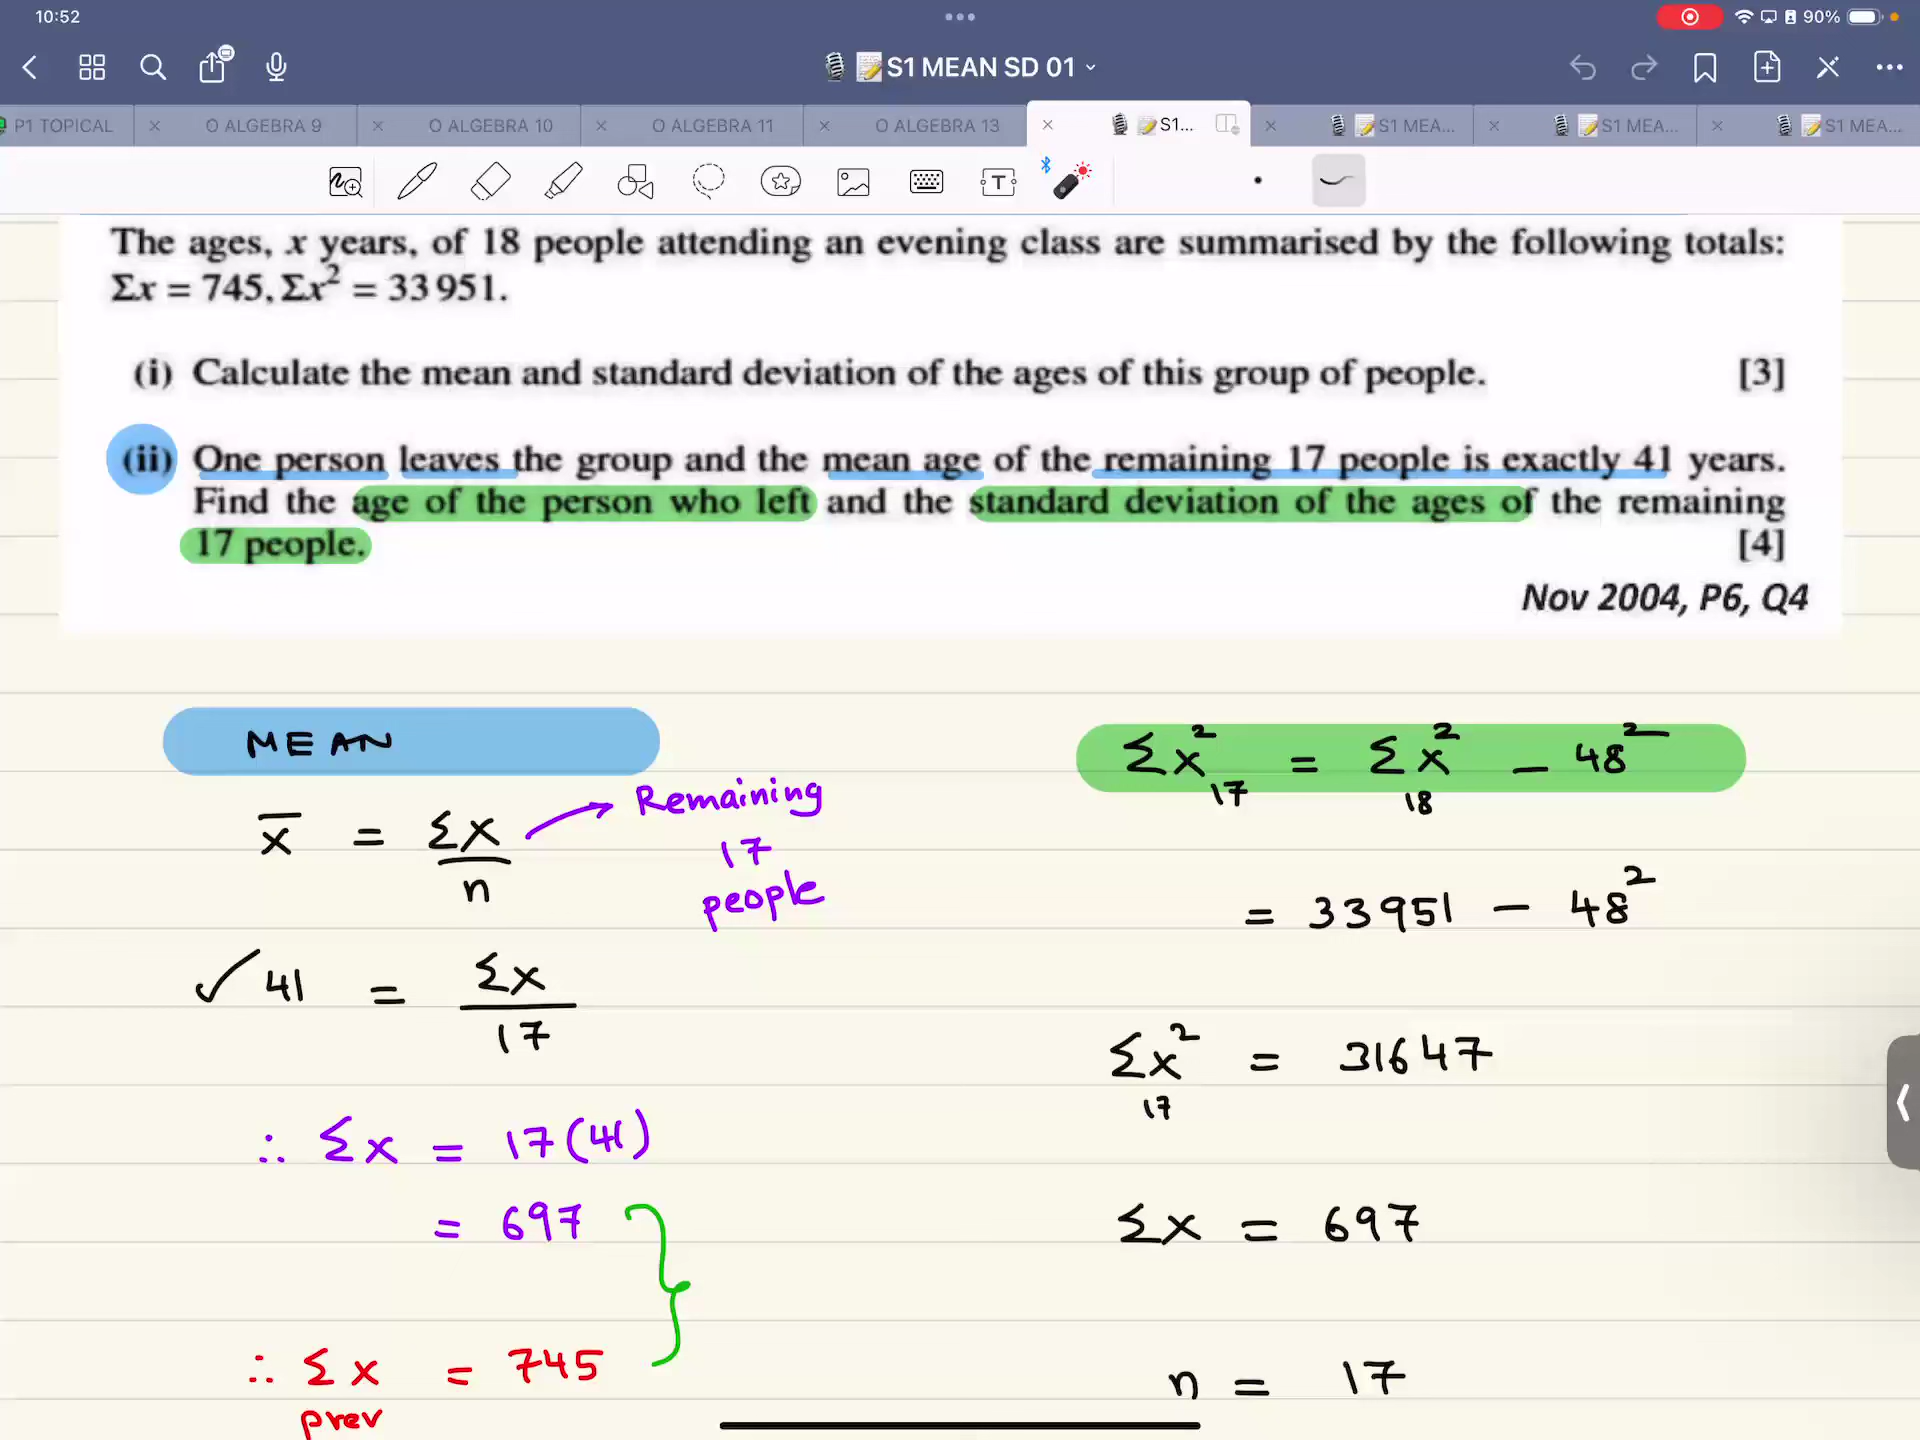 10:52
90%
S1 MEAN SD 01
P1 TOPICAL
O ALGEBRA 9
O ALGEBRA 10
O ALGEBRA 11
O ALGEBRA 13
S1...
S1 MEA...
S1 MEA...
S1 MEA...
The ages, x years, of 18 people attending an evening class are summarised by the following totals:
Σx = 745, Σx² = 33 951.
(i) Calculate the mean and standard deviation of the ages of this group of people. [3]
(ii) One person leaves the group and the mean age of the remaining 17 people is exactly 41 years.
Find the age of the person who left and the standard deviation of the ages of the remaining
17 people. [4]
Nov 2004, P6, Q4
MEAN
x̄ = Σx / n
Remaining
17
people
✓ 41 = Σx / 17
∴ Σx = 17(41)
= 697
∴ Σx prev = 745
Σx²₁₇ = Σx²₁₈ − 48²
= 33951 − 48²
Σx²₁₇ = 31647
Σx = 697
n = 17